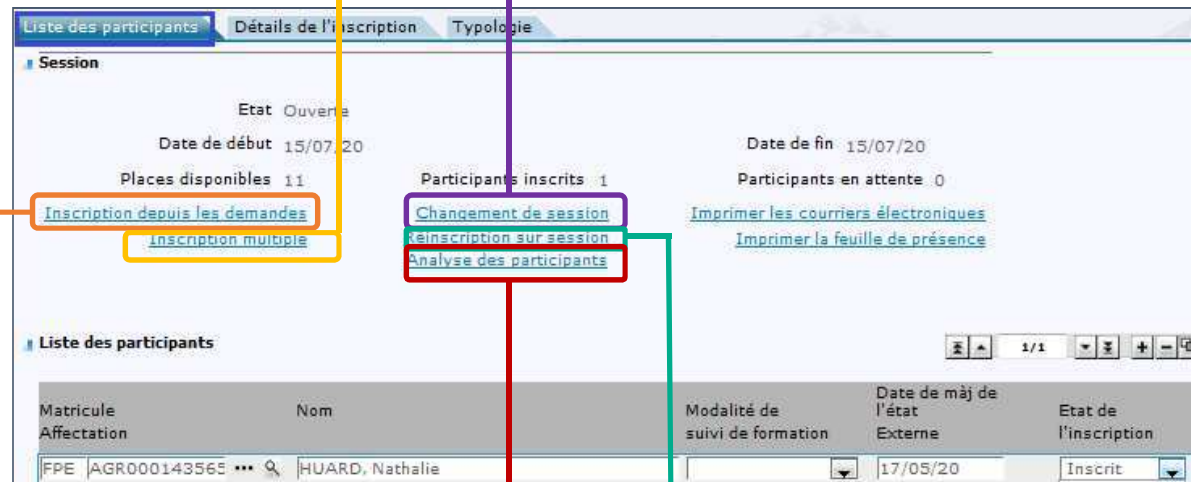 Liste des participants Détails de l'inscription Typologie
Session
Etat Ouverte
Date de début 15/07/20 Date de fin 15/07/20
Places disponibles 11 Participants inscrits 1 Participants en attente 0
Inscription depuis les demandes Changement de session Imprimer les courriers électroniques
Inscription multiple Réinscription sur session Imprimer la feuille de présence
Analyse des participants
Liste des participants 1/1
Matricule Nom Modalité de Date de màj de l'état Etat de
Affectation suivi de formation Externe l'inscription
FPE AGR000143565 ••• HUARD, Nathalie 17/05/20 Inscrit